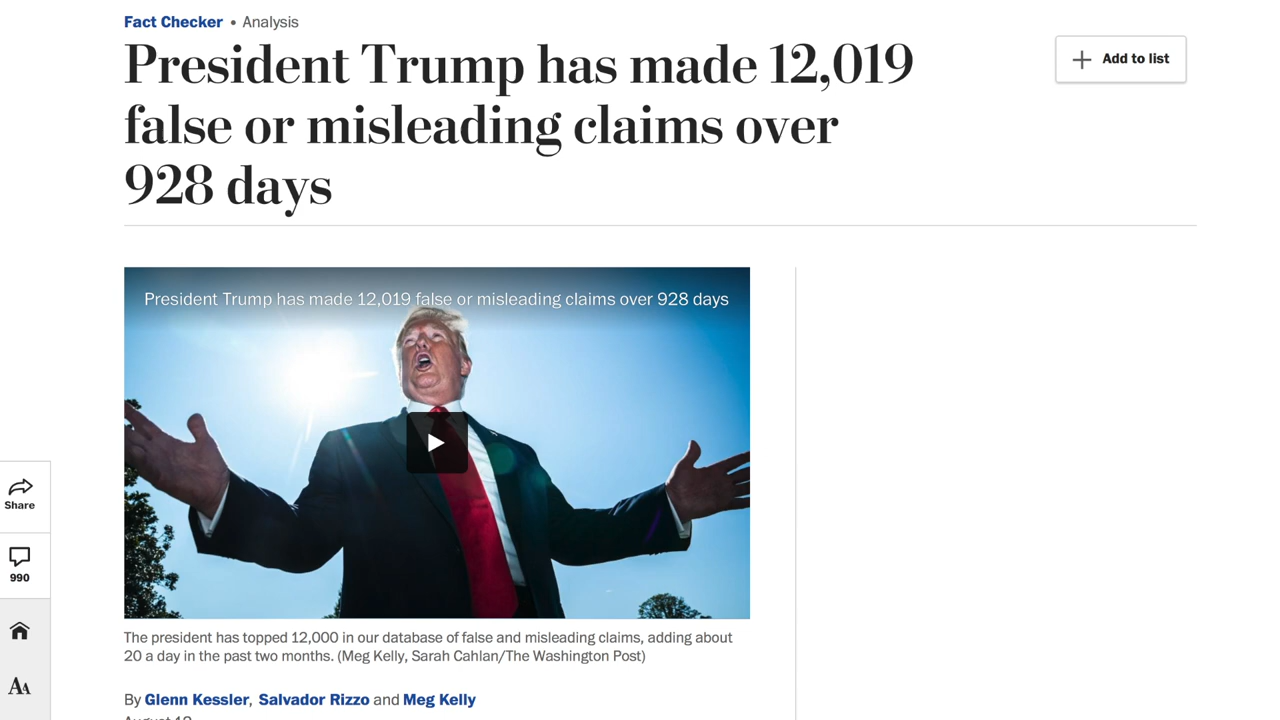 Fact Checker • Analysis
President Trump has made 12,019
false or misleading claims over
928 days
Add to list
President Trump has made 12,019 false or misleading claims over 928 days
Share
990
AA
The president has topped 12,000 in our database of false and misleading claims, adding about
20 a day in the past two months. (Meg Kelly, Sarah Cahlan/The Washington Post)
By Glenn Kessler, Salvador Rizzo and Meg Kelly
August 12